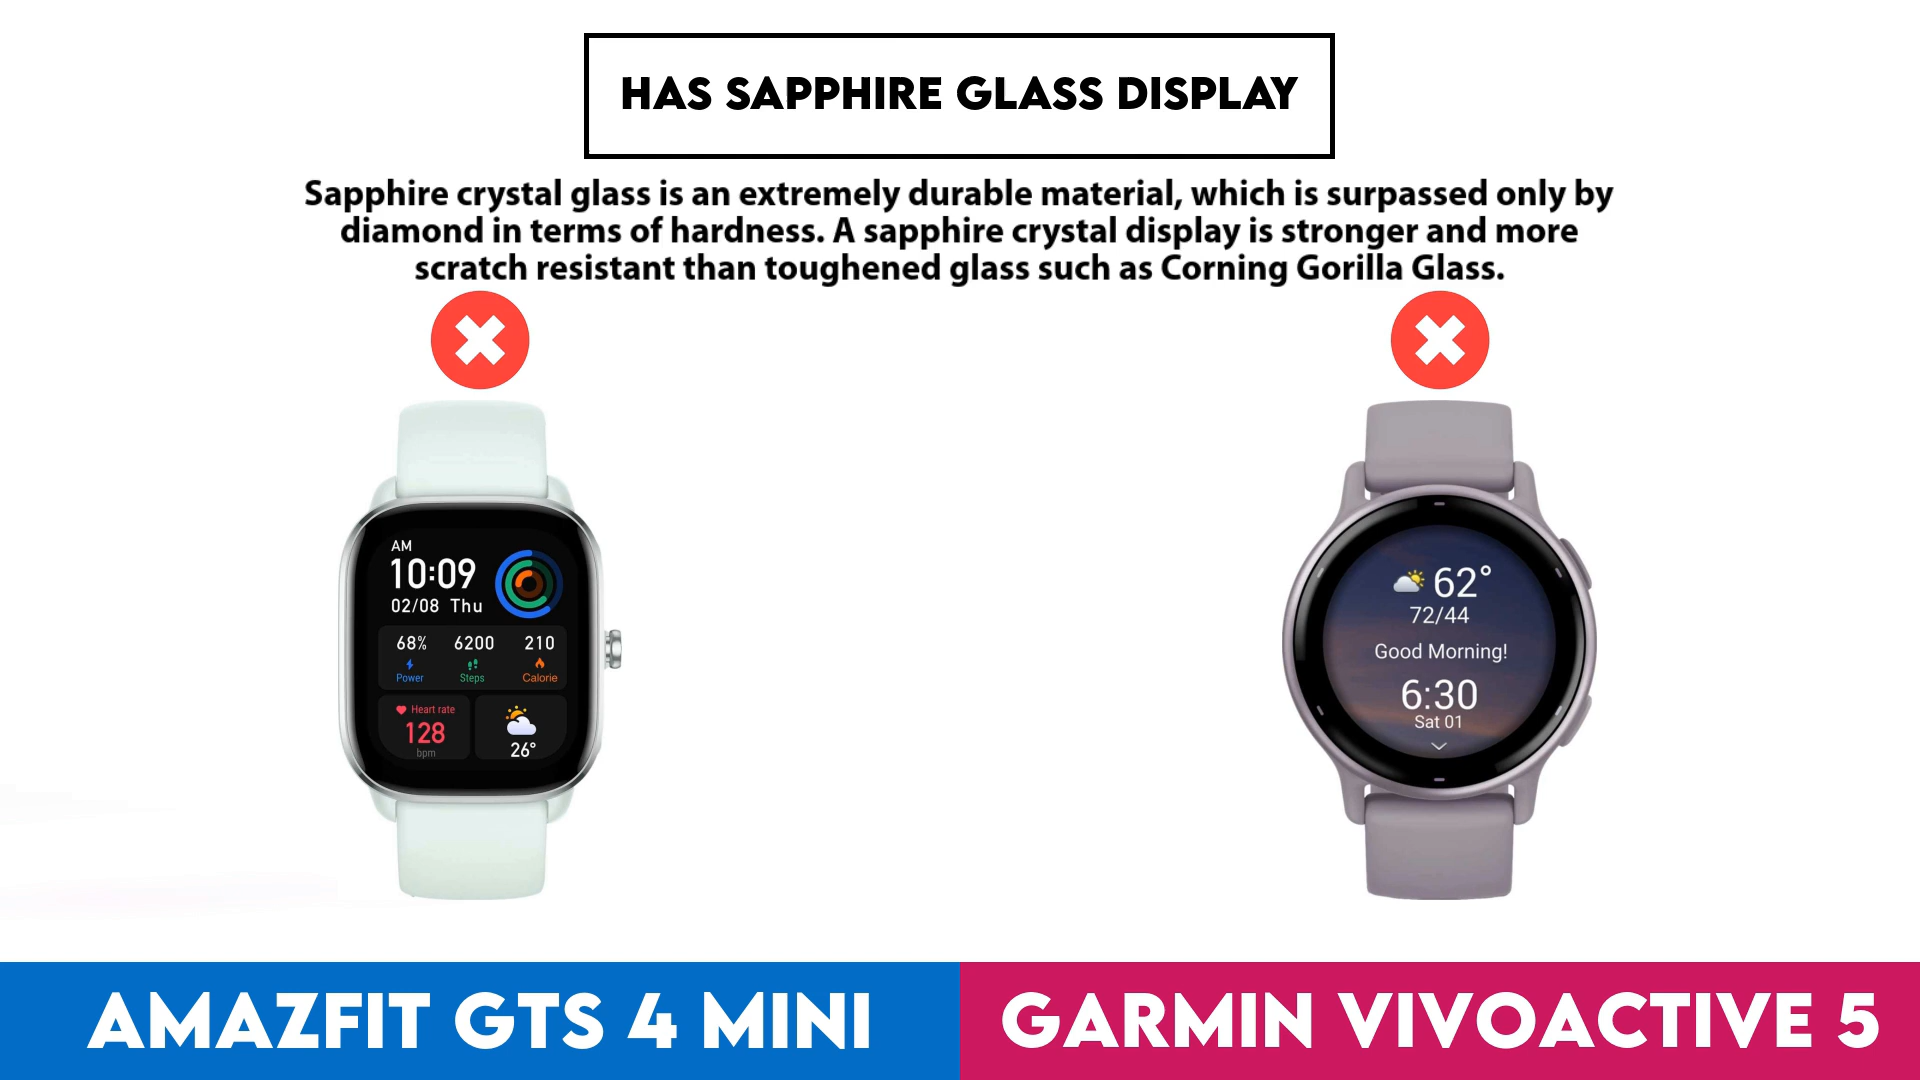 HAS SAPPHIRE GLASS DISPLAY
Sapphire crystal glass is an extremely durable material, which is surpassed only by
diamond in terms of hardness. A sapphire crystal display is stronger and more
scratch resistant than toughened glass such as Corning Gorilla Glass.
AM
10:09
02/08 Thu
68% 6200 210
Power Steps Calorie
Heart rate
128
bpm
26°
62°
72/44
Good Morning!
6:30
Sat 01
AMAZFIT GTS 4 MINI
GARMIN VIVOACTIVE 5